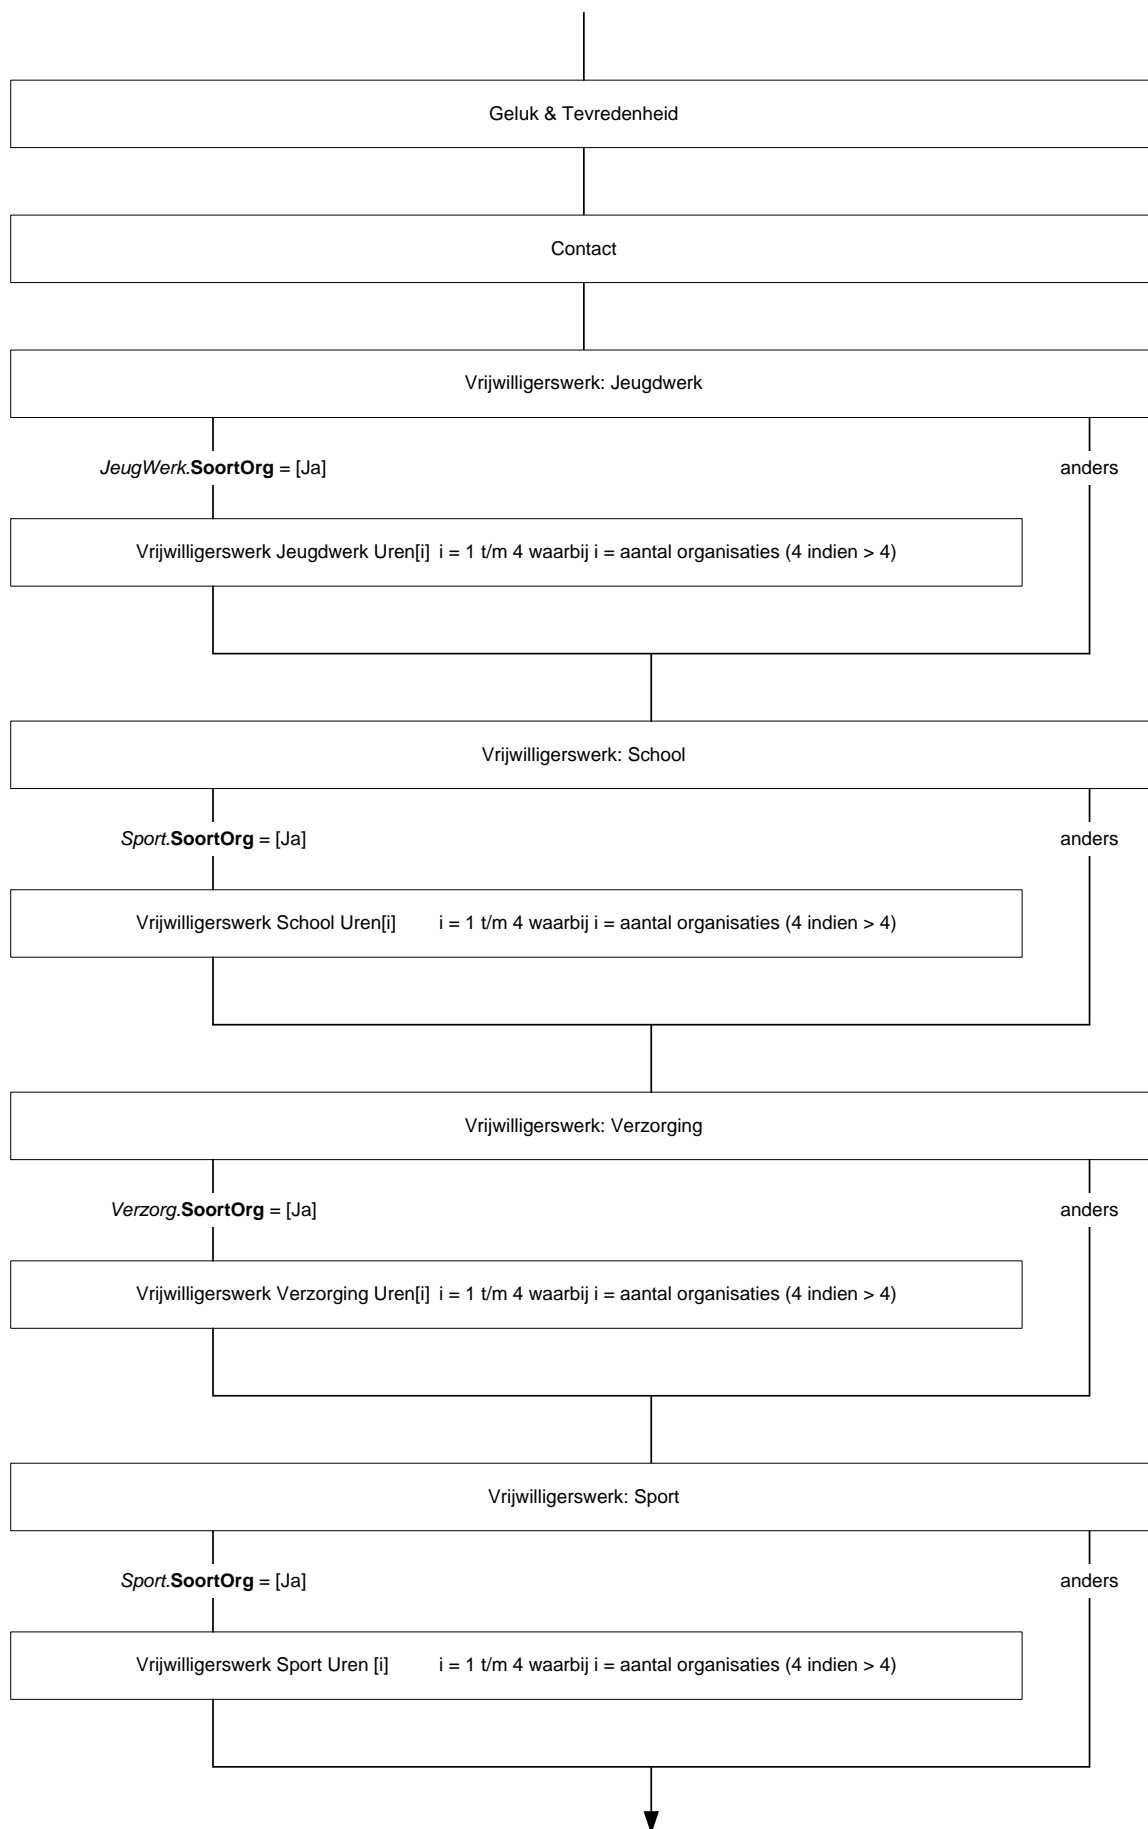 Geluk & Tevredenheid
Contact
Vrijwilligerswerk: Jeugdwerk
JeugWerk.SoortOrg = [Ja]
anders
Vrijwilligerswerk Jeugdwerk Uren[i] i = 1 t/m 4 waarbij i = aantal organisaties (4 indien > 4)
Vrijwilligerswerk: School
Sport.SoortOrg = [Ja]
anders
Vrijwilligerswerk School Uren[i] i = 1 t/m 4 waarbij i = aantal organisaties (4 indien > 4)
Vrijwilligerswerk: Verzorging
Verzorg.SoortOrg = [Ja]
anders
Vrijwilligerswerk Verzorging Uren[i] i = 1 t/m 4 waarbij i = aantal organisaties (4 indien > 4)
Vrijwilligerswerk: Sport
Sport.SoortOrg = [Ja]
anders
Vrijwilligerswerk Sport Uren [i] i = 1 t/m 4 waarbij i = aantal organisaties (4 indien > 4)